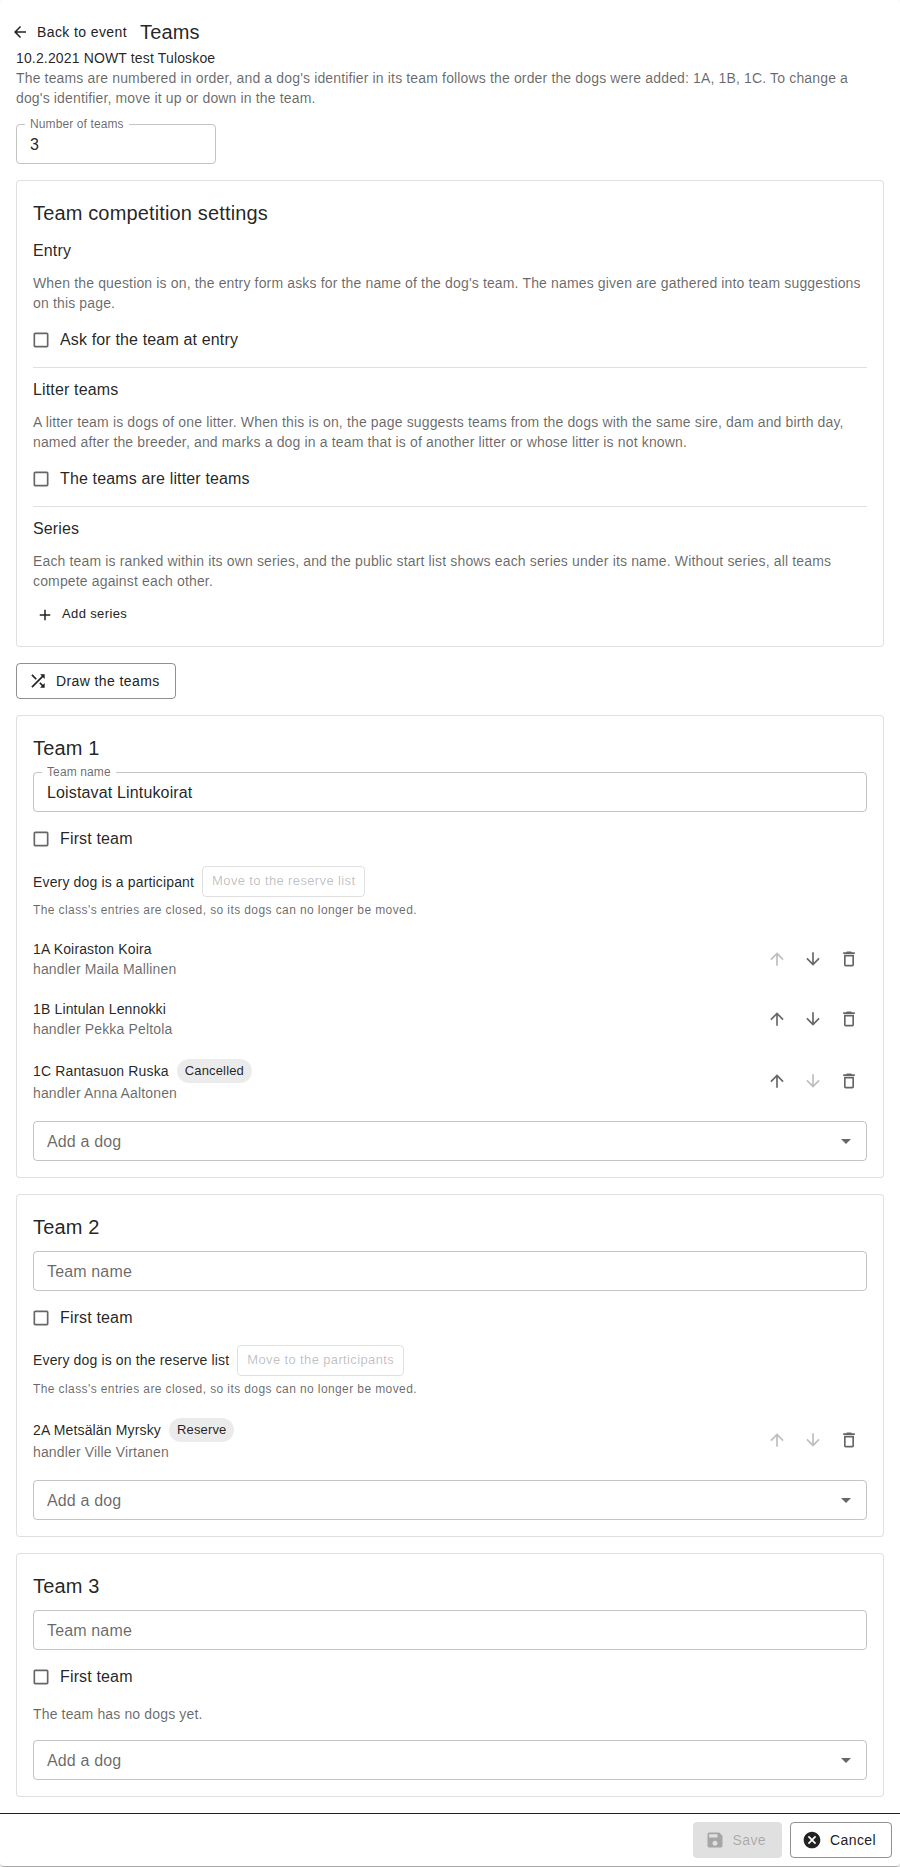 Back to event Teams
10.2.2021 NOWT test Tuloskoe
The teams are numbered in order, and a dog's identifier in its team follows the order the dogs were added: 1A, 1B, 1C. To change a
dog's identifier, move it up or down in the team.
Number of teams
3
Team competition settings
Entry
When the question is on, the entry form asks for the name of the dog's team. The names given are gathered into team suggestions
on this page.
Ask for the team at entry
Litter teams
A litter team is dogs of one litter. When this is on, the page suggests teams from the dogs with the same sire, dam and birth day,
named after the breeder, and marks a dog in a team that is of another litter or whose litter is not known.
The teams are litter teams
Series
Each team is ranked within its own series, and the public start list shows each series under its name. Without series, all teams
compete against each other.
Add series
Draw the teams
Team 1
Team name
Loistavat Lintukoirat
First team
Every dog is a participant Move to the reserve list
The class's entries are closed, so its dogs can no longer be moved.
1A Koiraston Koira
handler Maila Mallinen
1B Lintulan Lennokki
handler Pekka Peltola
1C Rantasuon Ruska Cancelled
handler Anna Aaltonen
Add a dog
Team 2
Team name
First team
Every dog is on the reserve list Move to the participants
The class's entries are closed, so its dogs can no longer be moved.
2A Metsälän Myrsky Reserve
handler Ville Virtanen
Add a dog
Team 3
Team name
First team
The team has no dogs yet.
Add a dog
Save Cancel